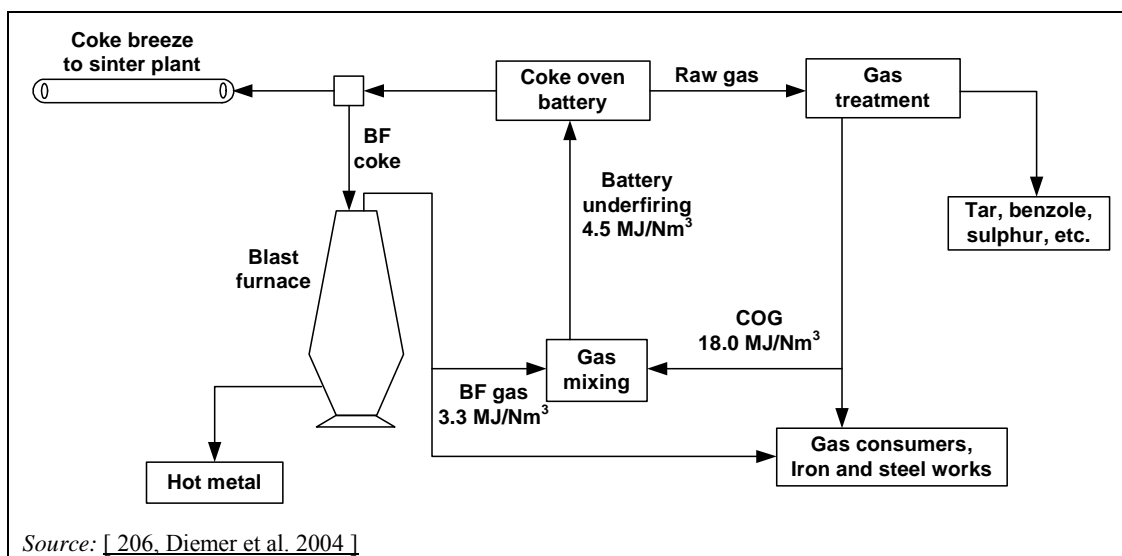 Coke breeze
to sinter plant
Coke oven
battery
Raw gas
Gas
treatment
BF
coke
Battery
underfiring
4.5 MJ/Nm³
Tar, benzole,
sulphur, etc.
Blast
furnace
COG
18.0 MJ/Nm³
Gas
mixing
BF gas
3.3 MJ/Nm³
Gas consumers,
Iron and steel works
Hot metal
Source: [ 206, Diemer et al. 2004 ]